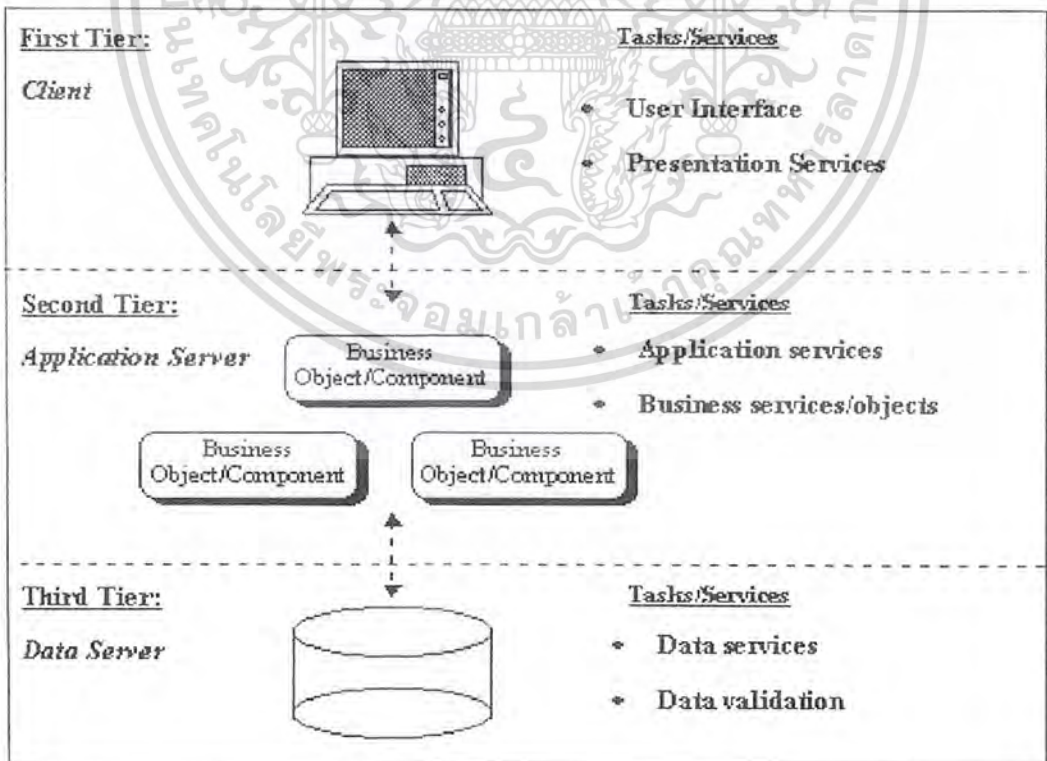 First Tier:
Client
Tasks/Services
User Interface
Presentation Services
Second Tier:
Application Server
Business
Object/Component
Business
Object/Component
Business
Object/Component
Tasks/Services
Application services
Business services/objects
Third Tier:
Data Server
Tasks/Services
Data services
Data validation